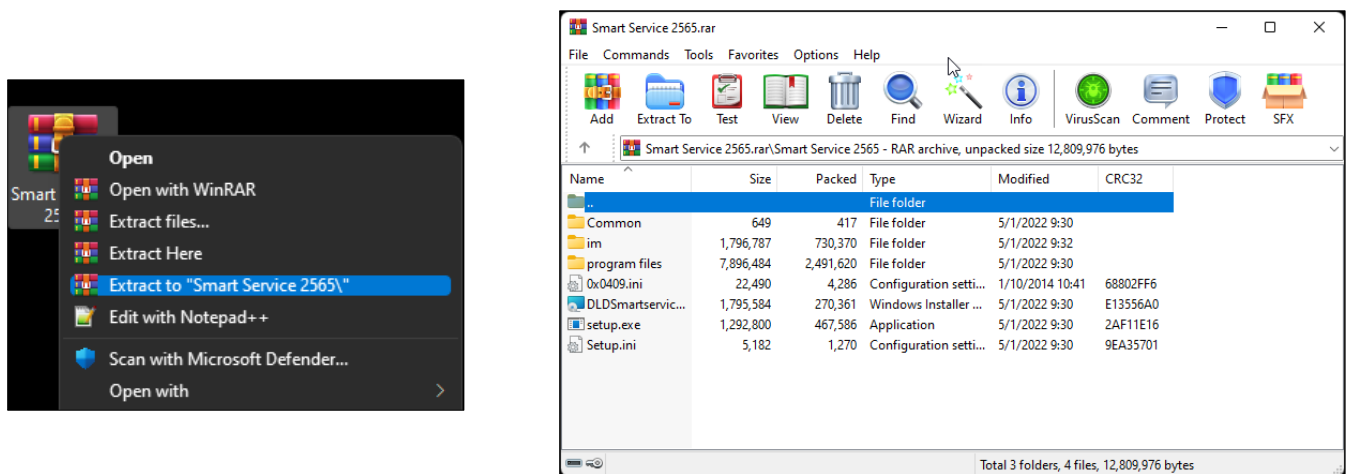 Smart
25
Open
Open with WinRAR
Extract files...
Extract Here
Extract to "Smart Service 2565\"
Edit with Notepad++
Scan with Microsoft Defender...
Open with
Smart Service 2565.rar
File Commands Tools Favorites Options Help
Add Extract To Test View Delete Find Wizard Info VirusScan Comment Protect SFX
Smart Service 2565.rar\Smart Service 2565 - RAR archive, unpacked size 12,809,976 bytes
Name Size Packed Type Modified CRC32
.. File folder
Common 649 417 File folder 5/1/2022 9:30
im 1,796,787 730,370 File folder 5/1/2022 9:32
program files 7,896,484 2,491,620 File folder 5/1/2022 9:30
0x0409.ini 22,490 4,286 Configuration setti... 1/10/2014 10:41 68802FF6
DLDSmartservic... 1,795,584 270,361 Windows Installer ... 5/1/2022 9:30 E13556A0
setup.exe 1,292,800 467,586 Application 5/1/2022 9:30 2AF11E16
Setup.ini 5,182 1,270 Configuration setti... 5/1/2022 9:30 9EA35701
Total 3 folders, 4 files, 12,809,976 bytes